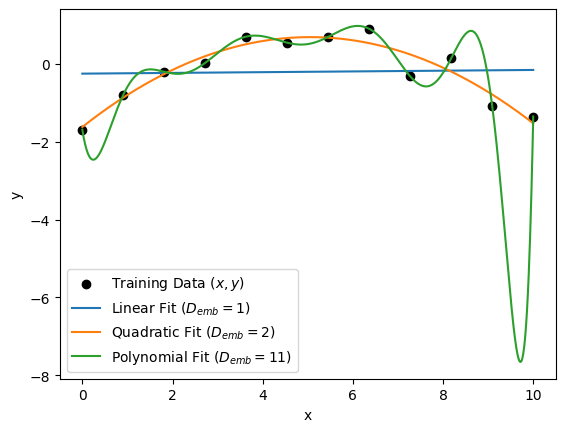 0
−2
−4
−6
−8
y
Training Data (x, y)
Linear Fit (D_emb = 1)
Quadratic Fit (D_emb = 2)
Polynomial Fit (D_emb = 11)
0 2 4 6 8 10
x